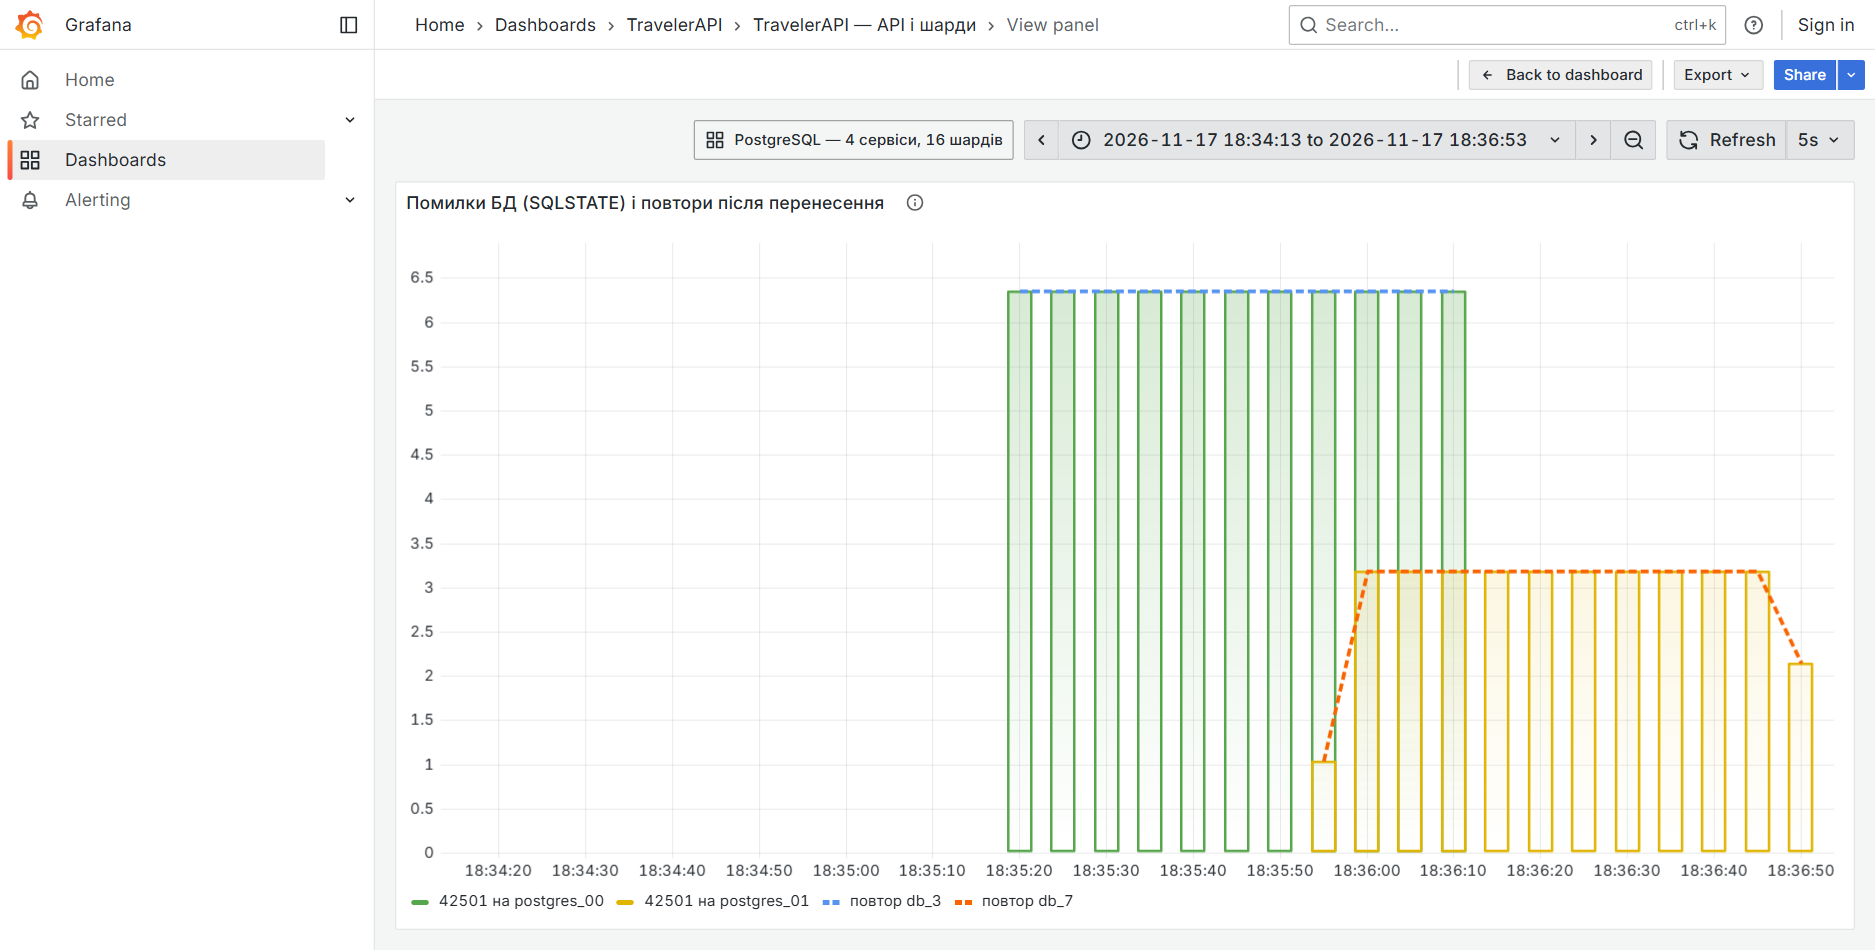 Grafana
Home › Dashboards › TravelerAPI › TravelerAPI — API і шарди › View panel
Search... ctrl+k
Sign in
Home
Starred
Dashboards
Alerting
Back to dashboard
Export
Share
PostgreSQL — 4 сервіси, 16 шардів
2026-11-17 18:34:13 to 2026-11-17 18:36:53
Refresh
5s
Помилки БД (SQLSTATE) і повтори після перенесення
6.5
6
5.5
5
4.5
4
3.5
3
2.5
2
1.5
1
0.5
0
18:34:20 18:34:30 18:34:40 18:34:50 18:35:00 18:35:10 18:35:20 18:35:30 18:35:40 18:35:50 18:36:00 18:36:10 18:36:20 18:36:30 18:36:40 18:36:50
42501 на postgres_00 42501 на postgres_01 повтор db_3 повтор db_7